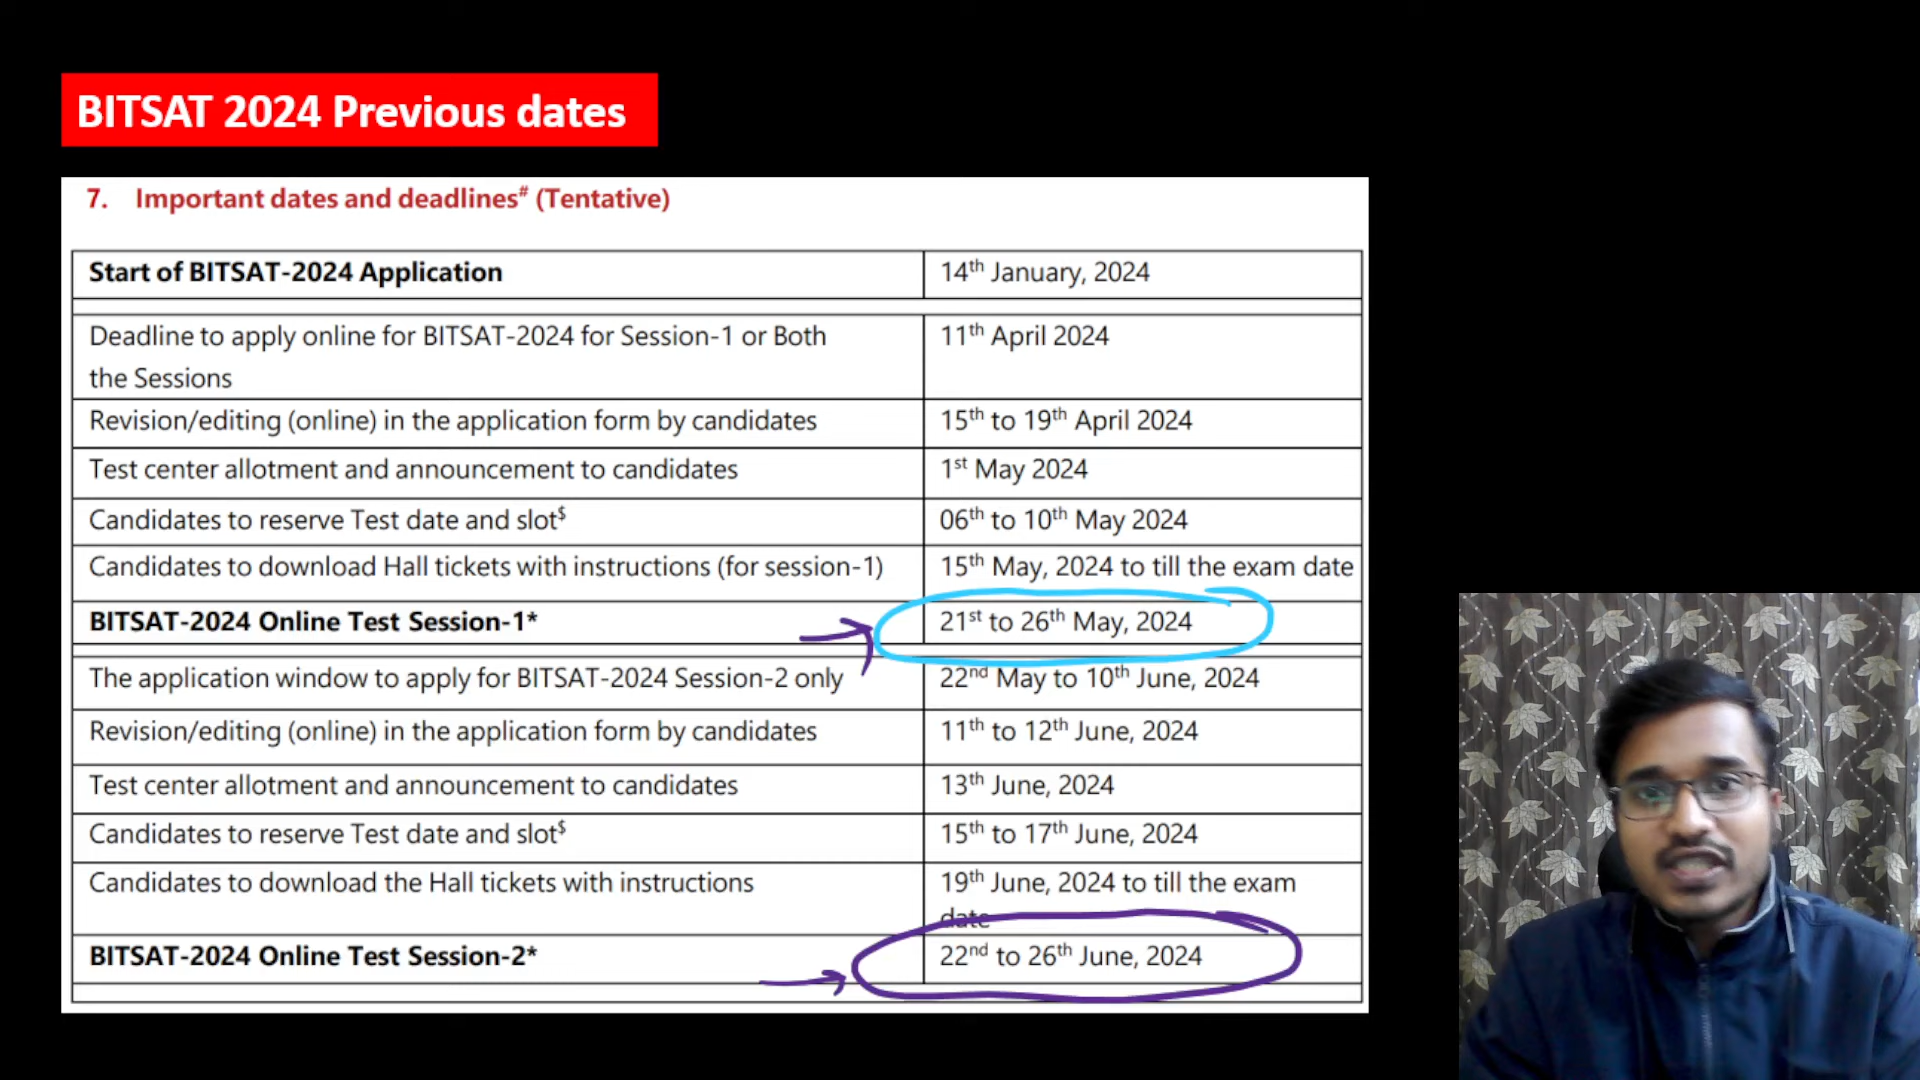 BITSAT 2024 Previous dates
7. Important dates and deadlines# (Tentative)
Start of BITSAT-2024 Application 14th January, 2024
Deadline to apply online for BITSAT-2024 for Session-1 or Both 11th April 2024
the Sessions
Revision/editing (online) in the application form by candidates 15th to 19th April 2024
Test center allotment and announcement to candidates 1st May 2024
Candidates to reserve Test date and slot$ 06th to 10th May 2024
Candidates to download Hall tickets with instructions (for session-1) 15th May, 2024 to till the exam date
BITSAT-2024 Online Test Session-1* 21st to 26th May, 2024
The application window to apply for BITSAT-2024 Session-2 only 22nd May to 10th June, 2024
Revision/editing (online) in the application form by candidates 11th to 12th June, 2024
Test center allotment and announcement to candidates 13th June, 2024
Candidates to reserve Test date and slot$ 15th to 17th June, 2024
Candidates to download the Hall tickets with instructions 19th June, 2024 to till the exam
date
BITSAT-2024 Online Test Session-2* 22nd to 26th June, 2024